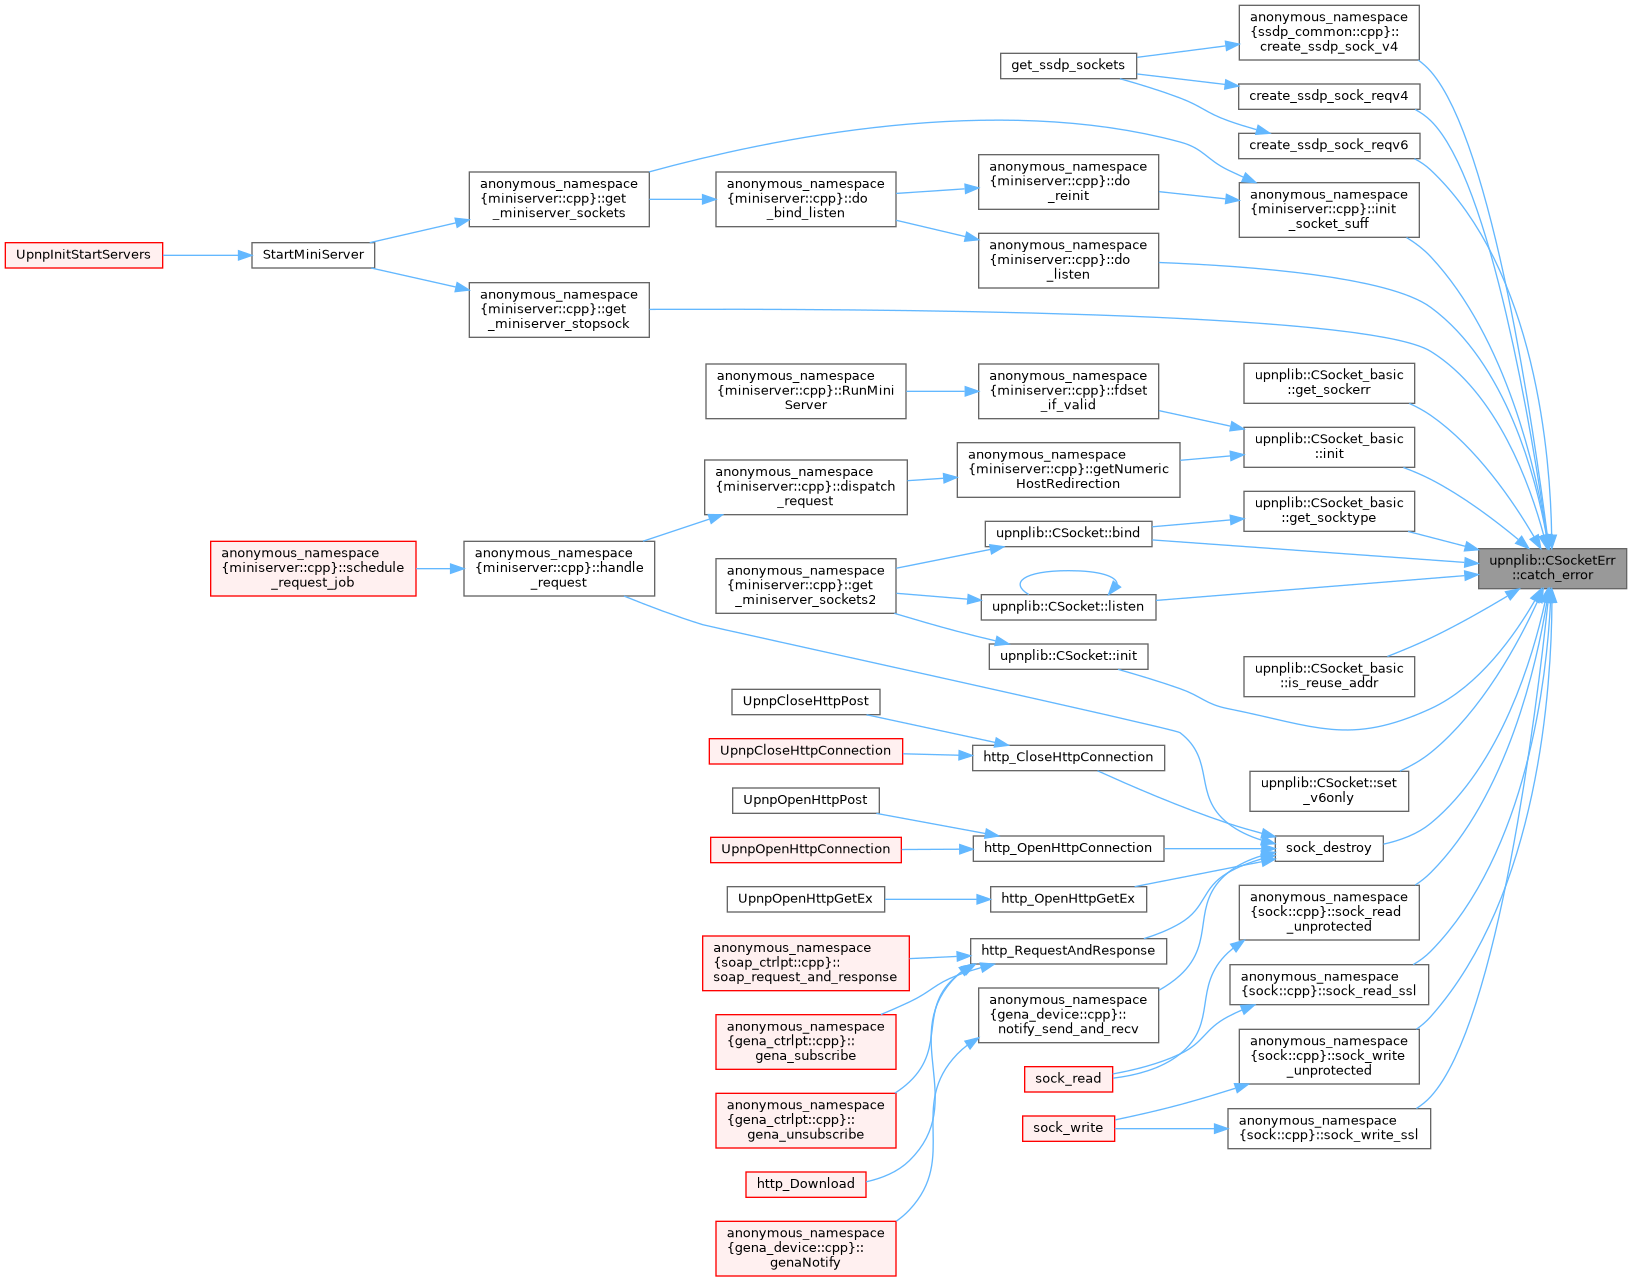 anonymous_namespace
{ssdp_common::cpp}::
create_ssdp_sock_v4
get_ssdp_sockets
create_ssdp_sock_reqv4
create_ssdp_sock_reqv6
anonymous_namespace
{miniserver::cpp}::do
_reinit
anonymous_namespace
{miniserver::cpp}::get
_miniserver_sockets
anonymous_namespace
{miniserver::cpp}::do
_bind_listen
anonymous_namespace
{miniserver::cpp}::init
_socket_suff
UpnpInitStartServers
StartMiniServer
anonymous_namespace
{miniserver::cpp}::do
_listen
anonymous_namespace
{miniserver::cpp}::get
_miniserver_stopsock
anonymous_namespace
{miniserver::cpp}::RunMini
Server
anonymous_namespace
{miniserver::cpp}::fdset
_if_valid
upnplib::CSocket_basic
::get_sockerr
upnplib::CSocket_basic
::init
anonymous_namespace
{miniserver::cpp}::dispatch
_request
anonymous_namespace
{miniserver::cpp}::getNumeric
HostRedirection
upnplib::CSocket_basic
::get_socktype
upnplib::CSocket::bind
anonymous_namespace
{miniserver::cpp}::schedule
_request_job
anonymous_namespace
{miniserver::cpp}::handle
_request
anonymous_namespace
{miniserver::cpp}::get
_miniserver_sockets2
upnplib::CSocket::listen
upnplib::CSocketErr
::catch_error
upnplib::CSocket::init
upnplib::CSocket_basic
::is_reuse_addr
UpnpCloseHttpPost
UpnpCloseHttpConnection
http_CloseHttpConnection
upnplib::CSocket::set
_v6only
UpnpOpenHttpPost
UpnpOpenHttpConnection
http_OpenHttpConnection
sock_destroy
UpnpOpenHttpGetEx
http_OpenHttpGetEx
anonymous_namespace
{sock::cpp}::sock_read
_unprotected
anonymous_namespace
{soap_ctrlpt::cpp}::
soap_request_and_response
http_RequestAndResponse
anonymous_namespace
{sock::cpp}::sock_read_ssl
anonymous_namespace
{gena_ctrlpt::cpp}::
gena_subscribe
anonymous_namespace
{gena_device::cpp}::
notify_send_and_recv
anonymous_namespace
{sock::cpp}::sock_write
_unprotected
sock_read
anonymous_namespace
{gena_ctrlpt::cpp}::
gena_unsubscribe
sock_write
anonymous_namespace
{sock::cpp}::sock_write_ssl
http_Download
anonymous_namespace
{gena_device::cpp}::
genaNotify